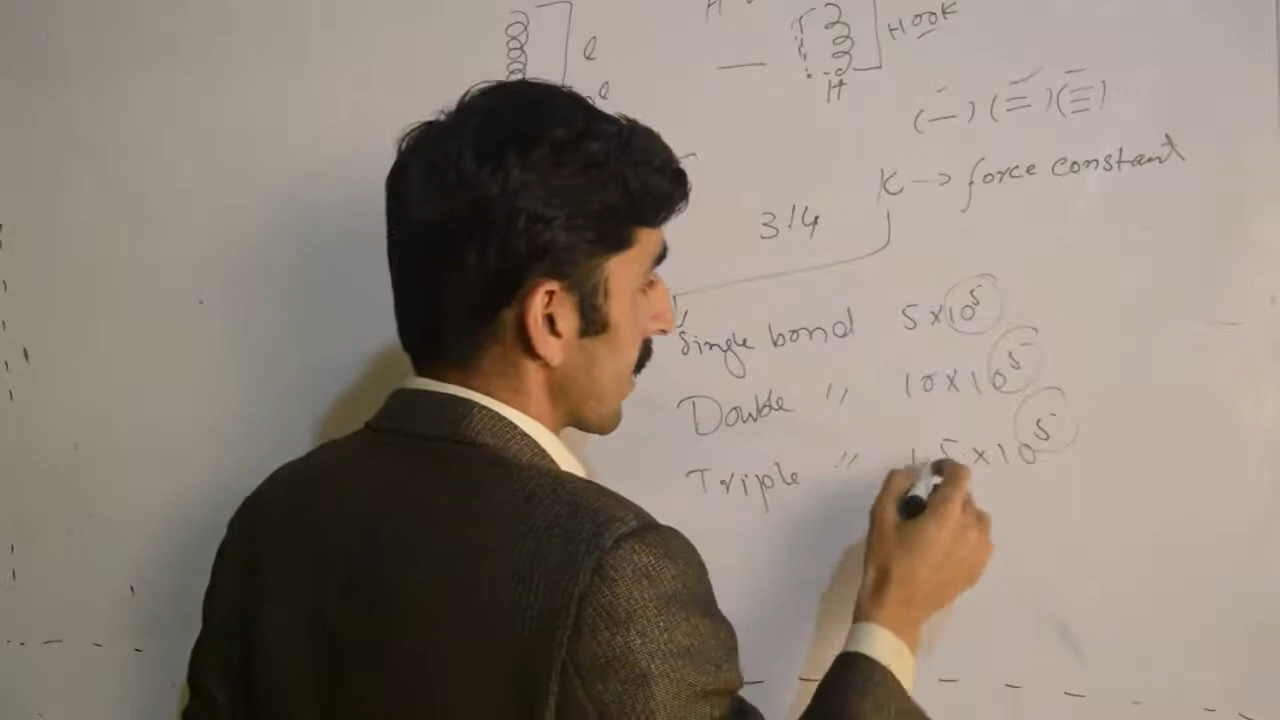 l
l
H
HooK
H
(-) (=) (≡)
K → force constant
3.14
Single bond 5×10⁵
Double " 10×10⁵
Triple " 15×10⁵